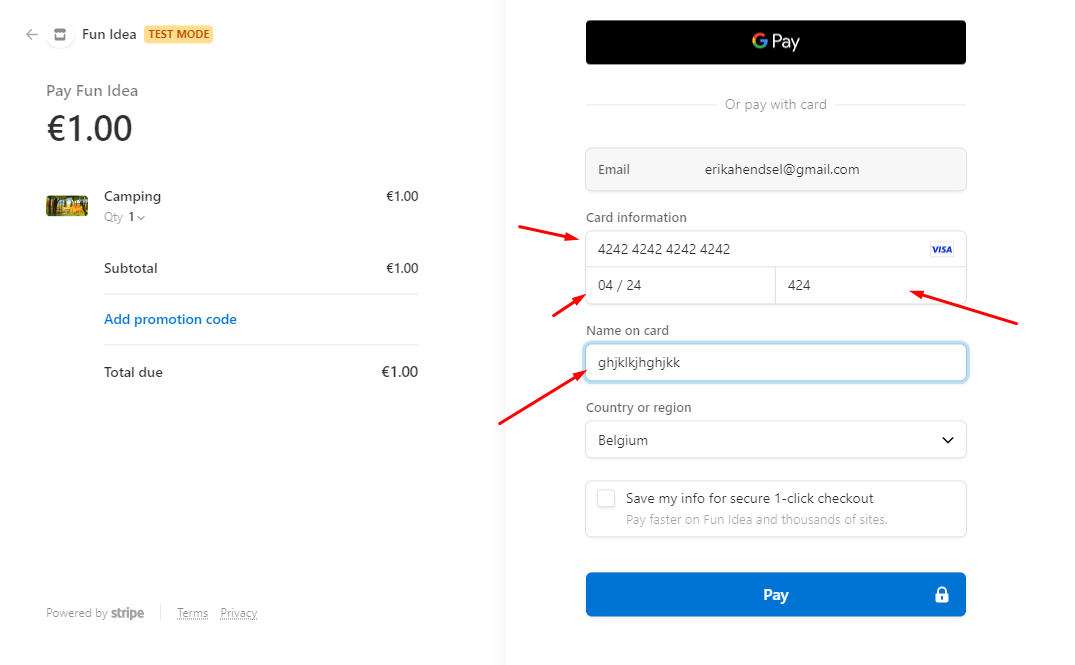 Fun Idea TEST MODE
Pay Fun Idea
€1.00
Camping €1.00
Qty 1
Subtotal €1.00
Add promotion code
Total due €1.00
Powered by stripe Terms Privacy
G Pay
Or pay with card
Email erikahendsel@gmail.com
Card information
4242 4242 4242 4242 VISA
04 / 24 424
Name on card
ghjklkjhghjkk
Country or region
Belgium
Save my info for secure 1-click checkout
Pay faster on Fun Idea and thousands of sites.
Pay